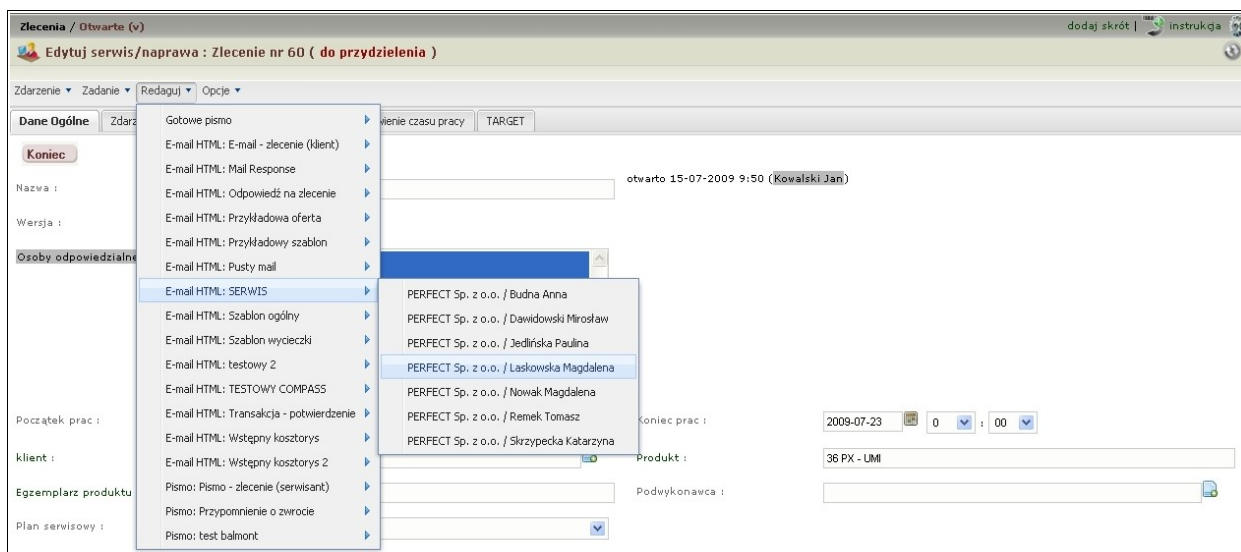 Zlecenia / Otwarte (v)
dodaj skrót | instrukcja
Edytuj serwis/naprawa : Zlecenie nr 60 ( do przydzielenia )
Zdarzenie Zadanie Redaguj Opcje
Dane Ogólne
czasu pracy TARGET
Koniec
Nazwa :
otwarto 15-07-2009 9:50 (Kowalski Jan)
Wersja :
Osoby odpowiedzialne
Gotowe pismo
E-mail HTML: E-mail - zlecenie (klient)
E-mail HTML: Mail Response
E-mail HTML: Odpowiedź na zlecenie
E-mail HTML: Przykładowa oferta
E-mail HTML: Przykładowy szablon
E-mail HTML: Pusty mail
E-mail HTML: SERWIS
E-mail HTML: Szablon ogólny
E-mail HTML: Szablon wycieczki
E-mail HTML: testowy 2
E-mail HTML: TESTOWY COMPASS
E-mail HTML: Transakcja - potwierdzenie
E-mail HTML: Wstępny kosztorys
E-mail HTML: Wstępny kosztorys 2
Pismo: Pismo - zlecenie (serwisant)
Pismo: Przypomnienie o zwrocie
Pismo: test balmont
PERFECT Sp. z o.o. / Budna Anna
PERFECT Sp. z o.o. / Dawidowski Mirosław
PERFECT Sp. z o.o. / Jedlińska Paulina
PERFECT Sp. z o.o. / Laskowska Magdalena
PERFECT Sp. z o.o. / Nowak Magdalena
PERFECT Sp. z o.o. / Remek Tomasz
PERFECT Sp. z o.o. / Skrzypecka Katarzyna
Początek prac :
Koniec prac : 2009-07-23 0 : 00
klient :
Produkt : 36 PX - UMI
Egzemplarz produktu
Podwykonawca :
Plan serwisowy :